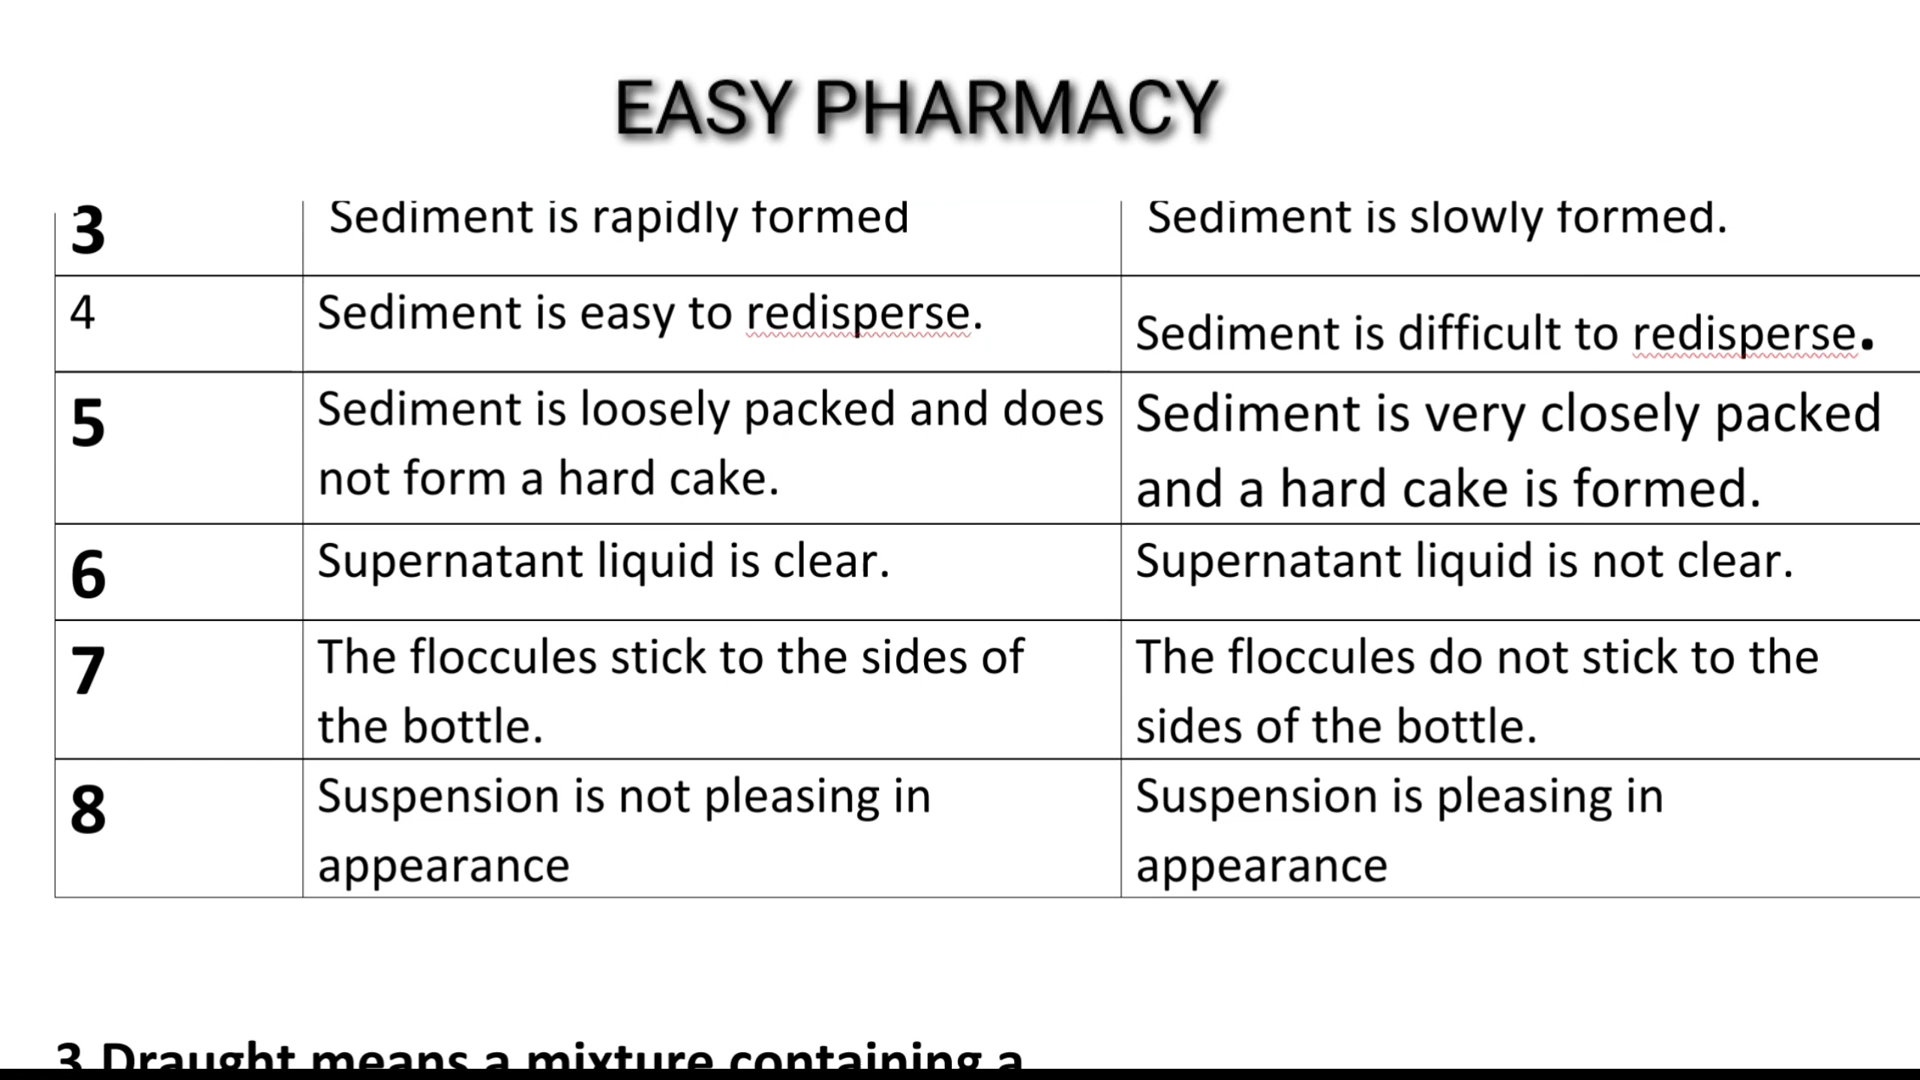 EASY PHARMACY
3 Sediment is rapidly formed Sediment is slowly formed.
4 Sediment is easy to redisperse. Sediment is difficult to redisperse.
5 Sediment is loosely packed and does Sediment is very closely packed
not form a hard cake. and a hard cake is formed.
6 Supernatant liquid is clear. Supernatant liquid is not clear.
7 The floccules stick to the sides of The floccules do not stick to the
the bottle. sides of the bottle.
8 Suspension is not pleasing in Suspension is pleasing in
appearance appearance
3 Draught means a mixture containing a